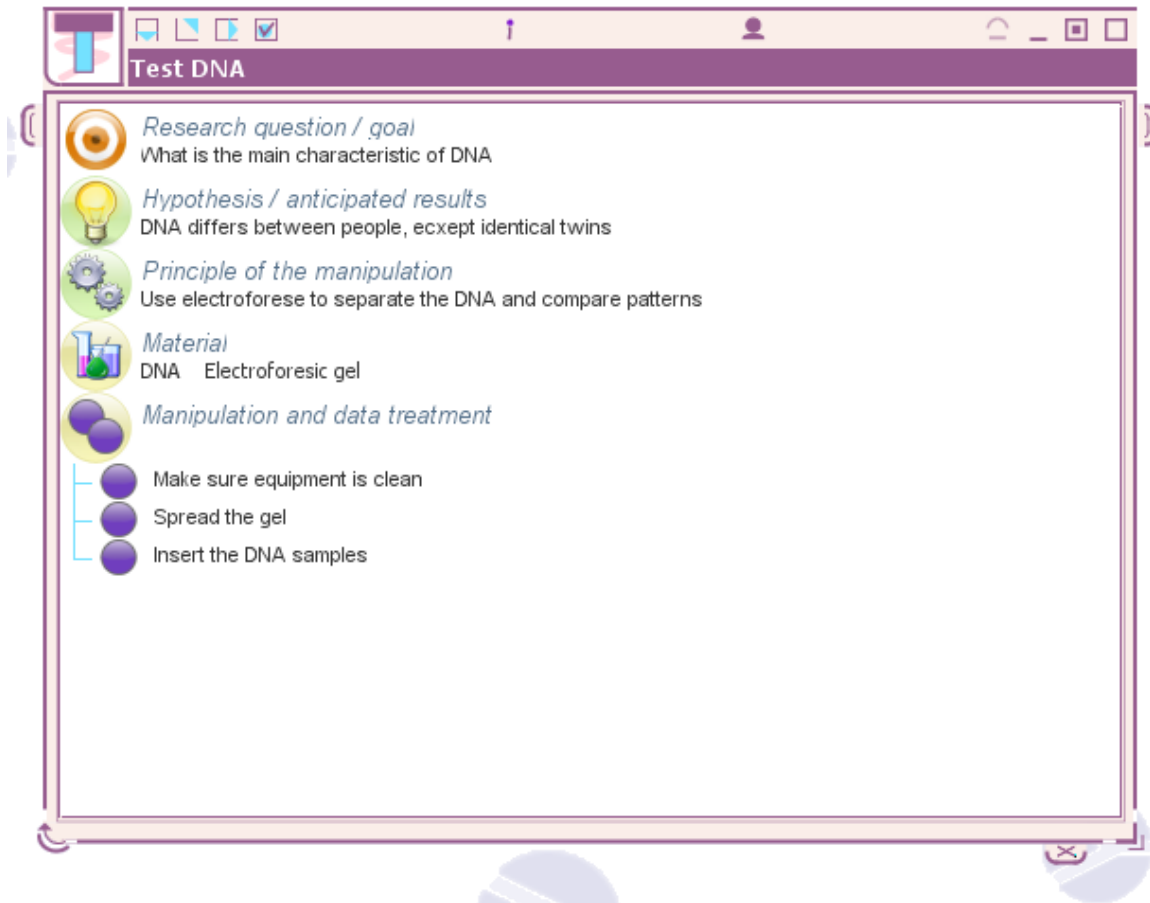 Test DNA
Research question / goal
What is the main characteristic of DNA
Hypothesis / anticipated results
DNA differs between people, ecxept identical twins
Principle of the manipulation
Use electroforese to separate the DNA and compare patterns
Material
DNA Electroforesic gel
Manipulation and data treatment
Make sure equipment is clean
Spread the gel
Insert the DNA samples